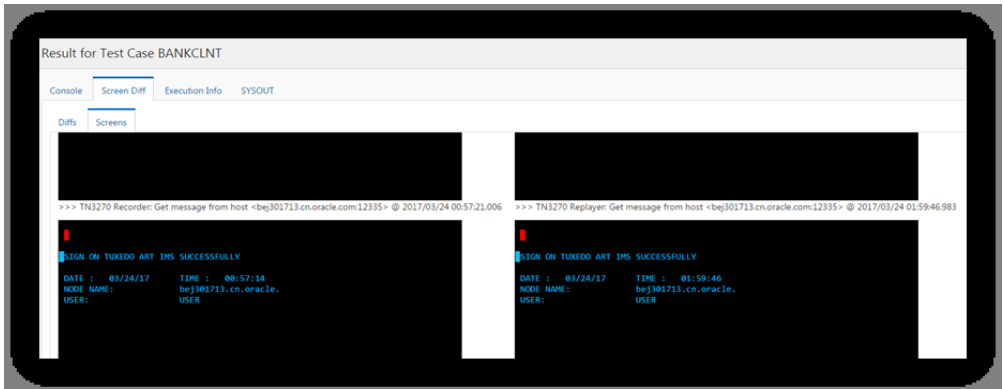 Result for Test Case BANKCLNT
Console Screen Diff Execution Info SYSOUT
Diffs Screens
>>> TN3270 Recorder: Get message from host <bej301713.cn.oracle.com:12335> @ 2017/03/24 00:57:21.006
SIGN ON TUXEDO ART IMS SUCCESSFULLY
DATE : 03/24/17 TIME : 00:57:14
NODE NAME: bej301713.cn.oracle.
USER: USER
>>> TN3270 Replayer: Get message from host <bej301713.cn.oracle.com:12335> @ 2017/03/24 01:59:46.983
SIGN ON TUXEDO ART IMS SUCCESSFULLY
DATE : 03/24/17 TIME : 01:59:46
NODE NAME: bej301713.cn.oracle.
USER: USER